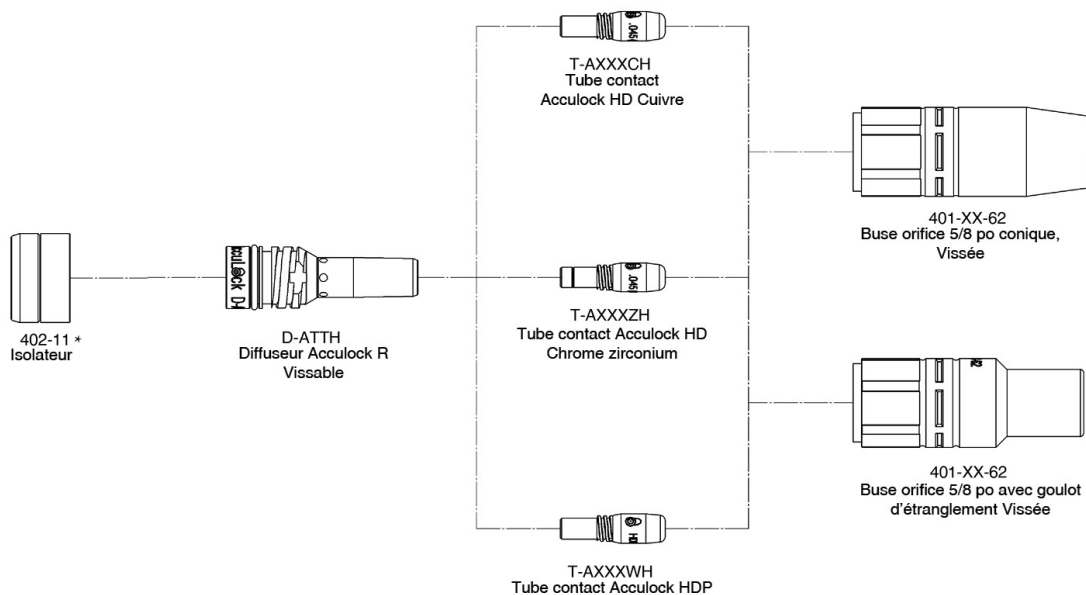 .045
T-AXXXCH
Tube contact
Acculock HD Cuivre
401-XX-62
Buse orifice 5/8 po conique,
Vissée
402-11 *
Isolateur
D-ATTH
Diffuseur Acculock R
Vissable
.045
T-AXXXZH
Tube contact Acculock HD
Chrome zirconium
401-XX-62
Buse orifice 5/8 po avec goulot
d'étranglement Vissée
T-AXXXWH
Tube contact Acculock HDP